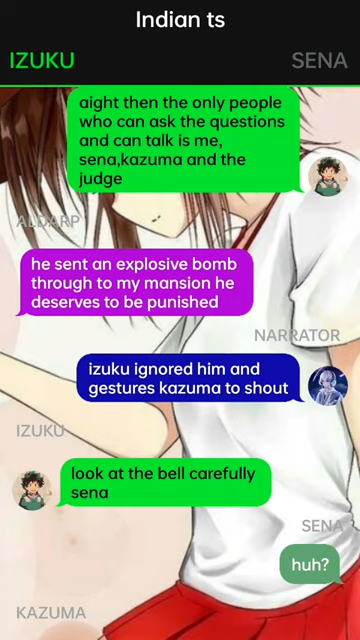 Indian ts
IZUKU SENA
aight then the only people
who can ask the questions
and can talk is me,
sena,kazuma and the
judge
ALDARP
he sent an explosive bomb
through to my mansion he
deserves to be punished
NARRATOR
izuku ignored him and
gestures kazuma to shout
IZUKU
look at the bell carefully
sena
SENA
huh?
KAZUMA